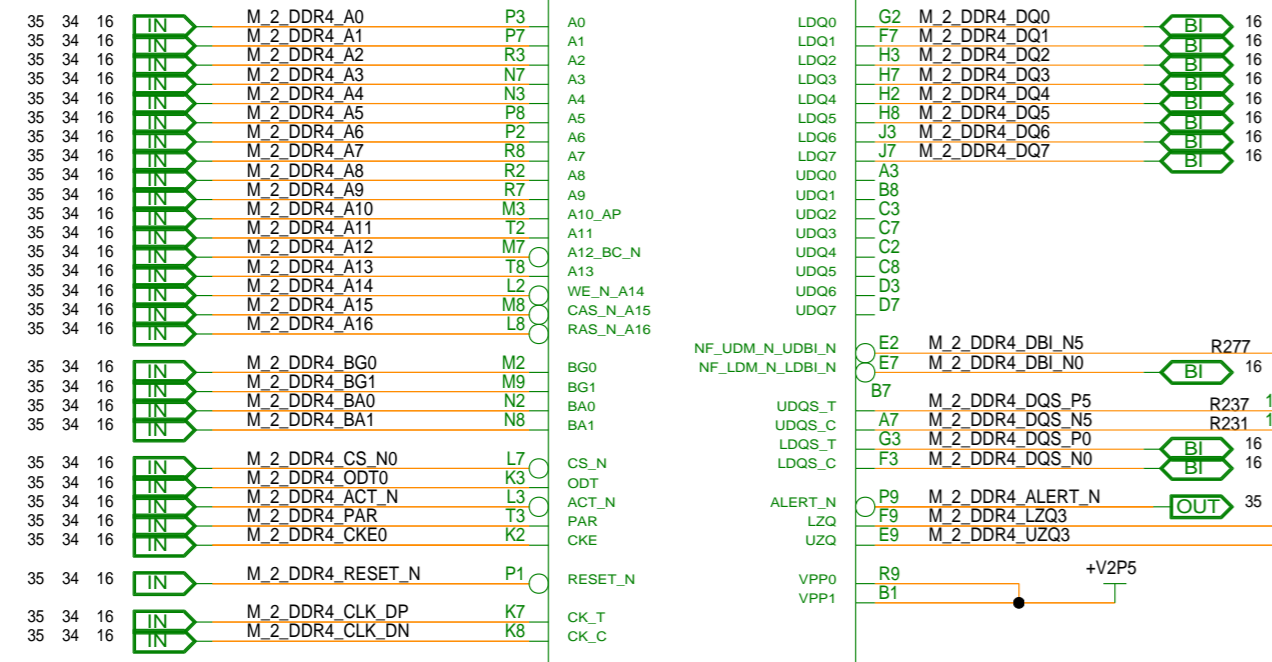 35 34 16 IN M_2_DDR4_A0 P3 A0 LDQ0 G2 M_2_DDR4_DQ0 BI 16
35 34 16 IN M_2_DDR4_A1 P7 A1 LDQ1 F7 M_2_DDR4_DQ1 BI 16
35 34 16 IN M_2_DDR4_A2 R3 A2 LDQ2 H3 M_2_DDR4_DQ2 BI 16
35 34 16 IN M_2_DDR4_A3 N7 A3 LDQ3 H7 M_2_DDR4_DQ3 BI 16
35 34 16 IN M_2_DDR4_A4 N3 A4 LDQ4 H2 M_2_DDR4_DQ4 BI 16
35 34 16 IN M_2_DDR4_A5 P8 A5 LDQ5 H8 M_2_DDR4_DQ5 BI 16
35 34 16 IN M_2_DDR4_A6 P2 A6 LDQ6 J3 M_2_DDR4_DQ6 BI 16
35 34 16 IN M_2_DDR4_A7 R8 A7 LDQ7 J7 M_2_DDR4_DQ7 BI 16
35 34 16 IN M_2_DDR4_A8 R2 A8 UDQ0 A3
35 34 16 IN M_2_DDR4_A9 R7 A9 UDQ1 B8
35 34 16 IN M_2_DDR4_A10 M3 A10_AP UDQ2 C3
35 34 16 IN M_2_DDR4_A11 T2 A11 UDQ3 C7
35 34 16 IN M_2_DDR4_A12 M7 A12_BC_N UDQ4 C2
35 34 16 IN M_2_DDR4_A13 T8 A13 UDQ5 C8
35 34 16 IN M_2_DDR4_A14 L2 WE_N_A14 UDQ6 D3
35 34 16 IN M_2_DDR4_A15 M8 CAS_N_A15 UDQ7 D7
35 34 16 IN M_2_DDR4_A16 L8 RAS_N_A16
NF_UDM_N_UDBI_N E2 M_2_DDR4_DBI_N5 R277
35 34 16 IN M_2_DDR4_BG0 M2 BG0 NF_LDM_N_LDBI_N E7 M_2_DDR4_DBI_N0 BI 16
35 34 16 IN M_2_DDR4_BG1 M9 BG1 B7
35 34 16 IN M_2_DDR4_BA0 N2 BA0 UDQS_T M_2_DDR4_DQS_P5 R237 1
35 34 16 IN M_2_DDR4_BA1 N8 BA1 UDQS_C A7 M_2_DDR4_DQS_N5 R231 1
LDQS_T G3 M_2_DDR4_DQS_P0 BI 16
35 34 16 IN M_2_DDR4_CS_N0 L7 CS_N LDQS_C F3 M_2_DDR4_DQS_N0 BI 16
35 34 16 IN M_2_DDR4_ODT0 K3 ODT
35 34 16 IN M_2_DDR4_ACT_N L3 ACT_N ALERT_N P9 M_2_DDR4_ALERT_N OUT 35
35 34 16 IN M_2_DDR4_PAR T3 PAR LZQ F9 M_2_DDR4_LZQ3
35 34 16 IN M_2_DDR4_CKE0 K2 CKE UZQ E9 M_2_DDR4_UZQ3
+V2P5
35 34 16 IN M_2_DDR4_RESET_N P1 RESET_N VPP0 R9
VPP1 B1
35 34 16 IN M_2_DDR4_CLK_DP K7 CK_T
35 34 16 IN M_2_DDR4_CLK_DN K8 CK_C